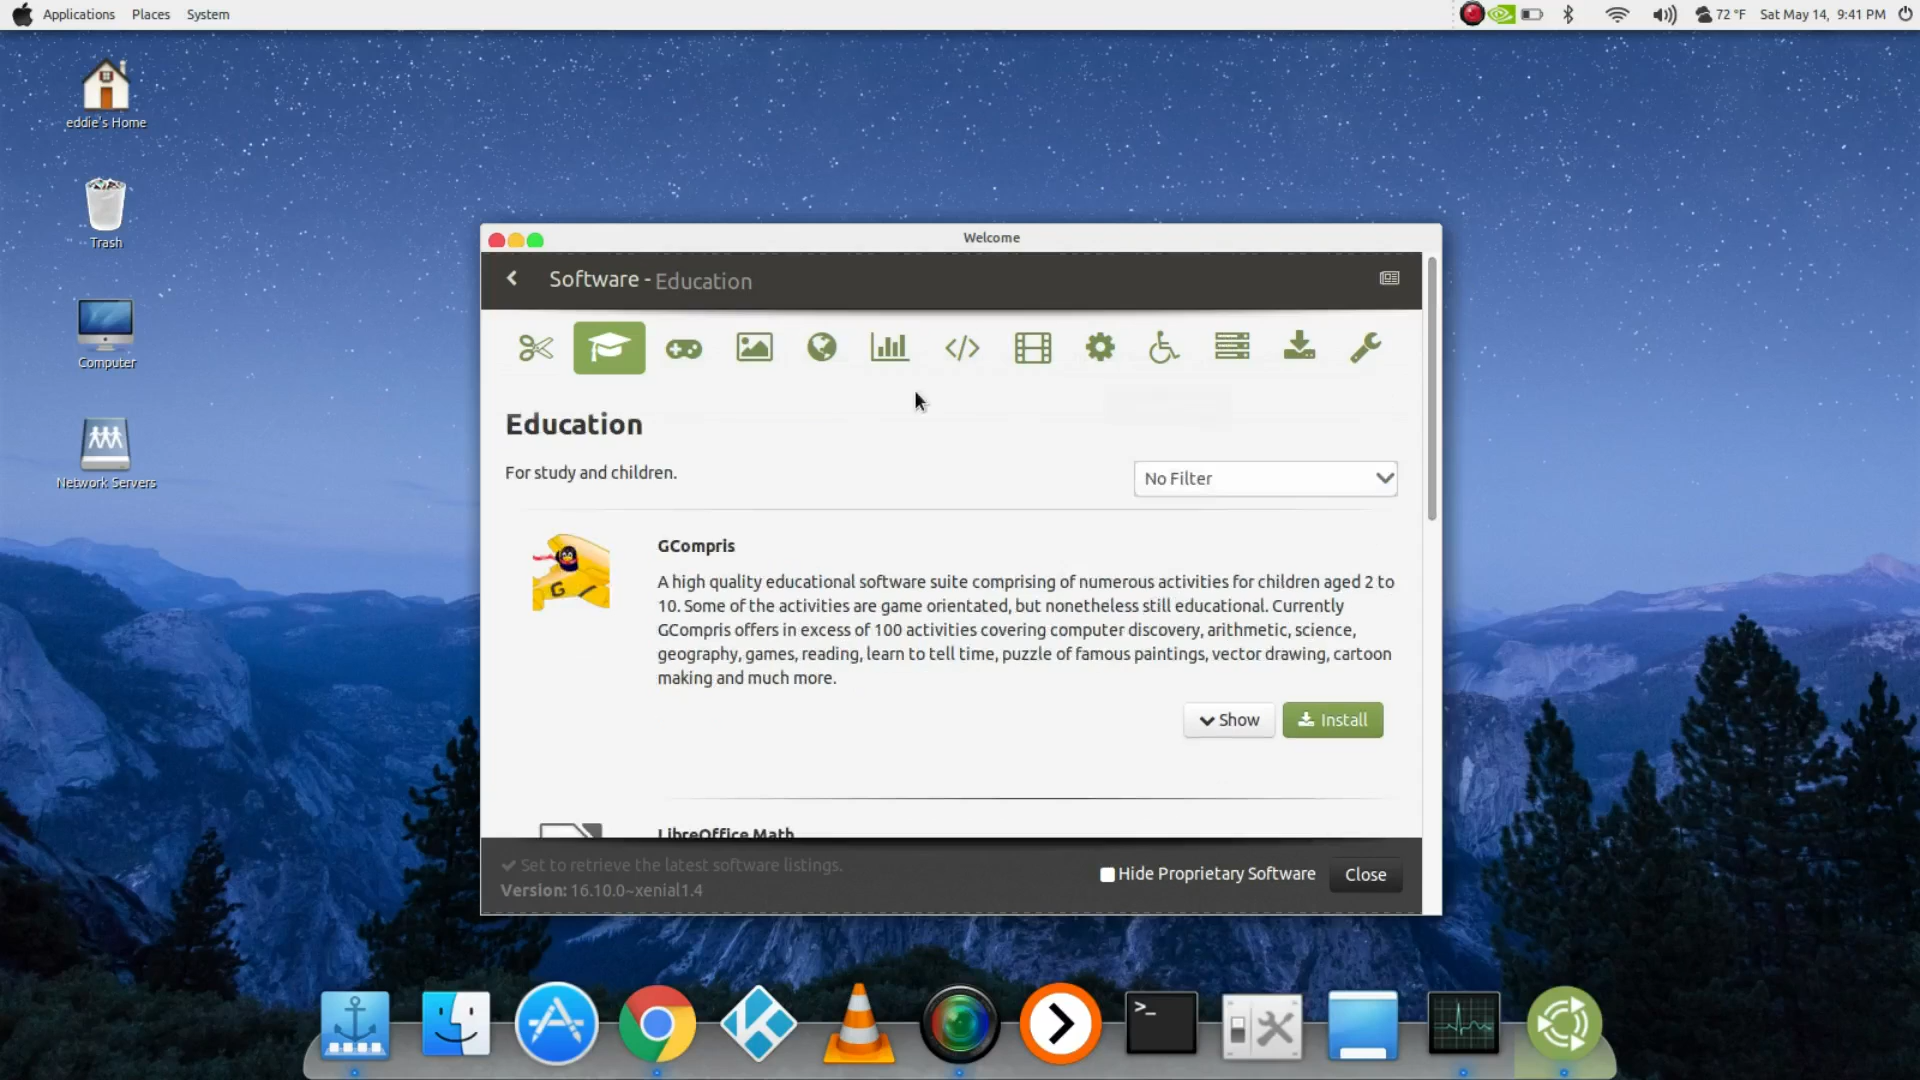 Applications Places System
72 °F Sat May 14, 9:41 PM
eddie's Home
Trash
Computer
Network Servers
Welcome
Software - Education
Education
For study and children.
No Filter
GCompris
A high quality educational software suite comprising of numerous activities for children aged 2 to
10. Some of the activities are game orientated, but nonetheless still educational. Currently
GCompris offers in excess of 100 activities covering computer discovery, arithmetic, science,
geography, games, reading, learn to tell time, puzzle of famous paintings, vector drawing, cartoon
making and much more.
Show Install
LibreOffice Math
Set to retrieve the latest software listings.
Version: 16.10.0~xenial1.4
Hide Proprietary Software Close